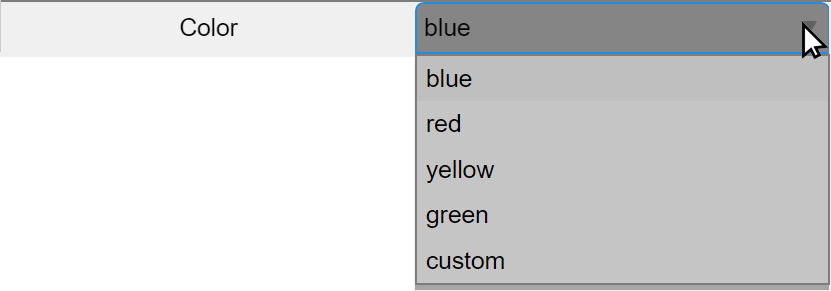 Color blue
blue
red
yellow
green
custom